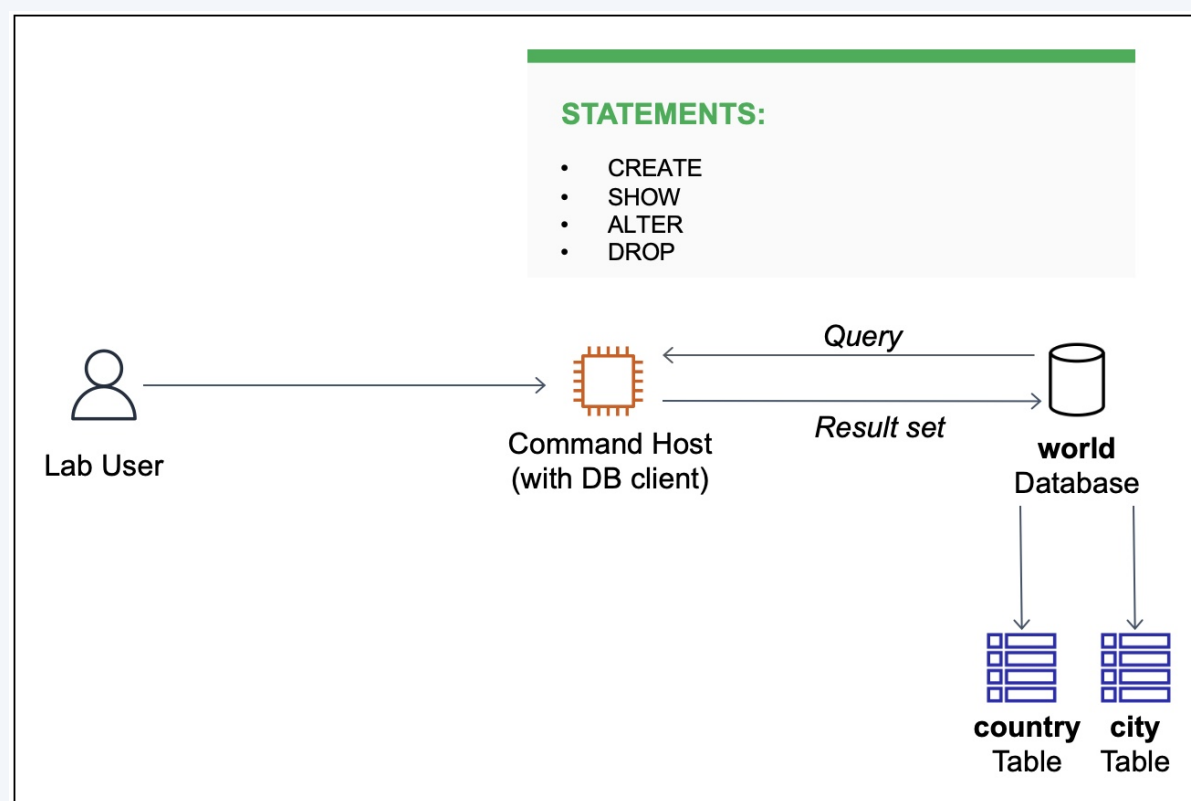 STATEMENTS:
• CREATE
• SHOW
• ALTER
• DROP
Query
Result set
Lab User
Command Host
(with DB client)
world
Database
country
Table
city
Table